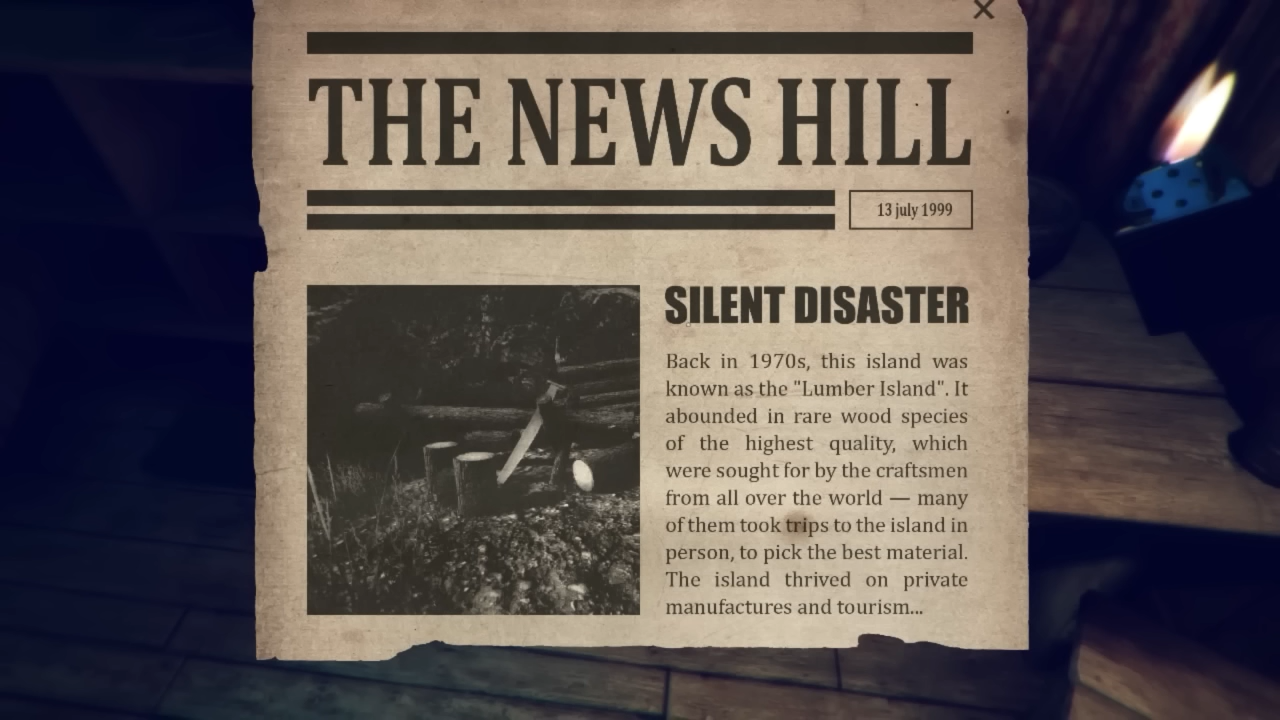 THE NEWS HILL
13 july 1999
SILENT DISASTER
Back in 1970s, this island was
known as the "Lumber Island". It
abounded in rare wood species
of the highest quality, which
were sought for by the craftsmen
from all over the world — many
of them took trips to the island in
person, to pick the best material.
The island thrived on private
manufactures and tourism...